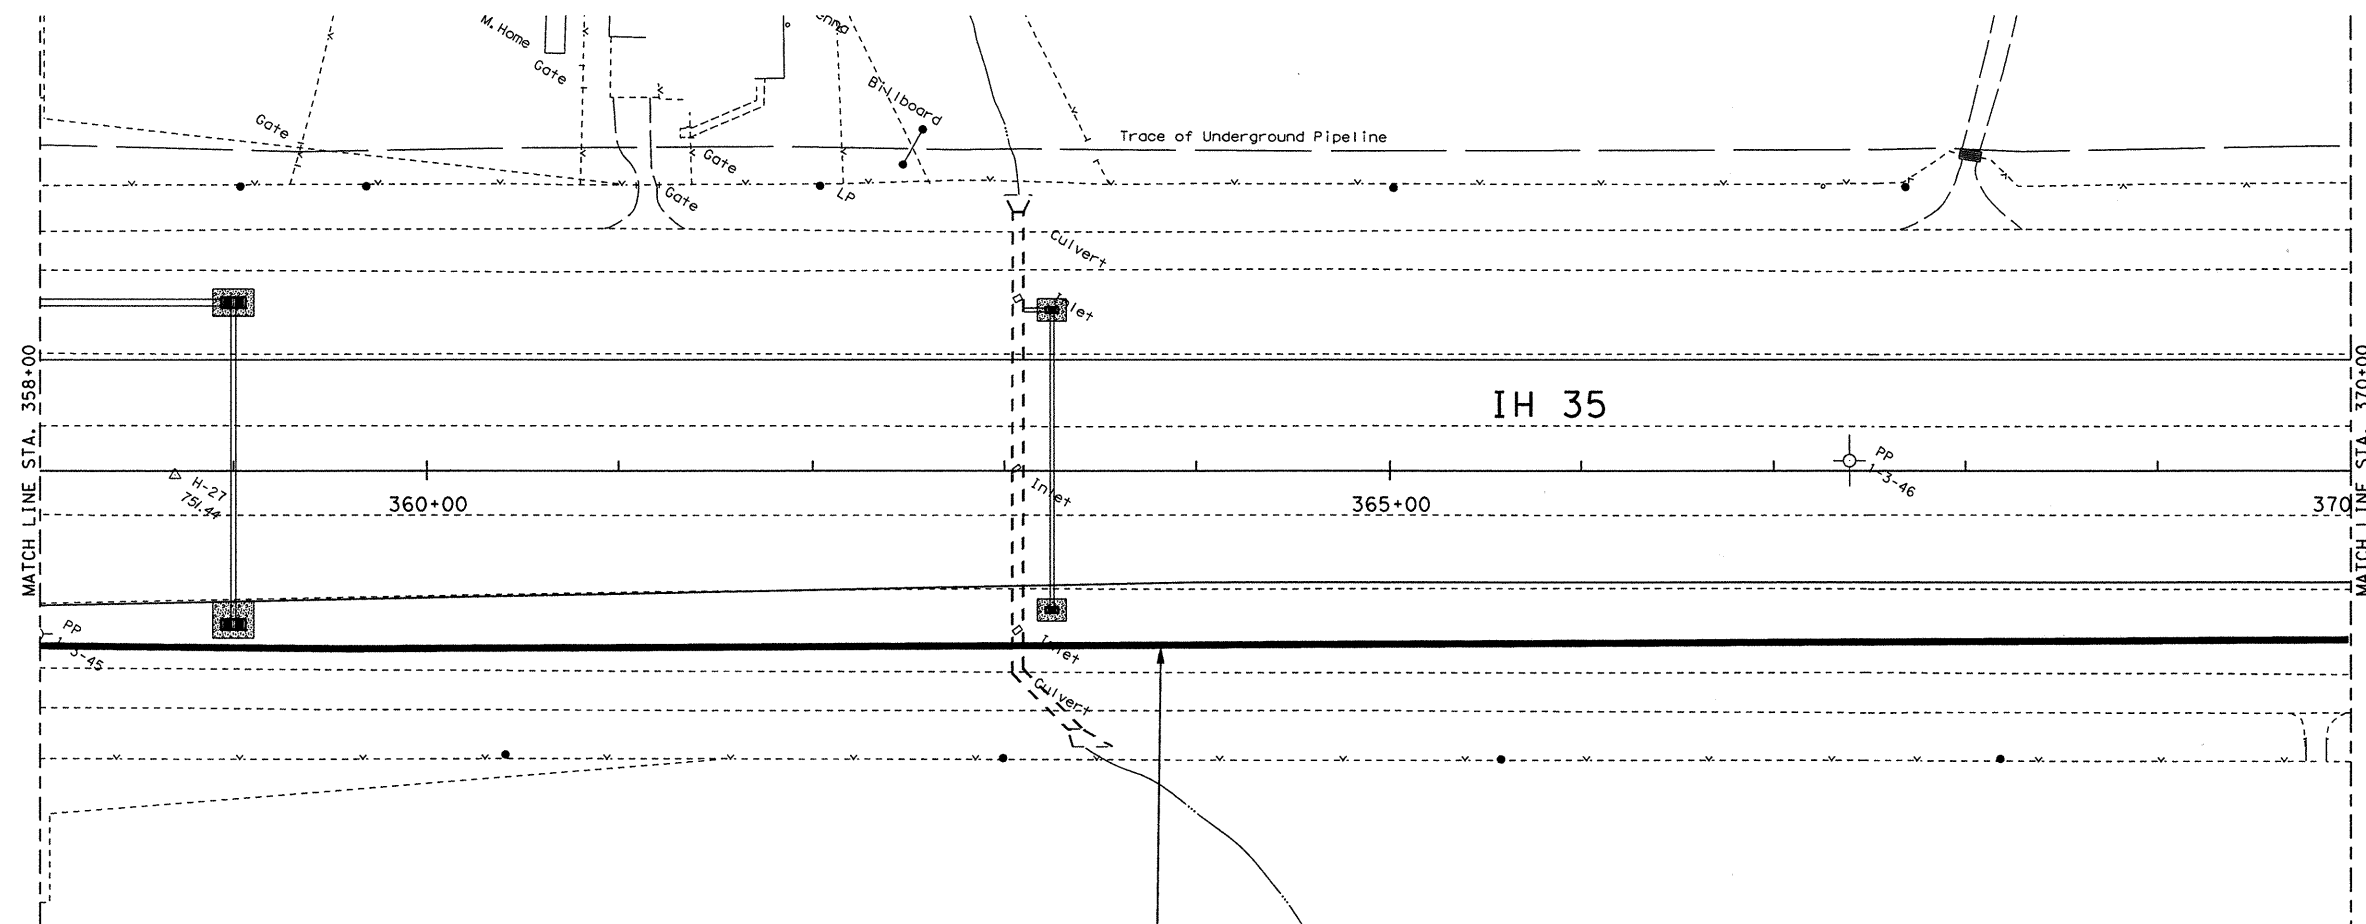 M. Home
Gate
Billboard
Gate
Trace of Underground Pipeline
Gate
Gate
LP
Culvert
Inlet
MATCH LINE STA. 358+00
MATCH LINE STA. 370+00
IH 35
PP
1-3-46
H-27
751.44
Inlet
360+00
365+00
370
PP
3-45
Inlet
Culvert